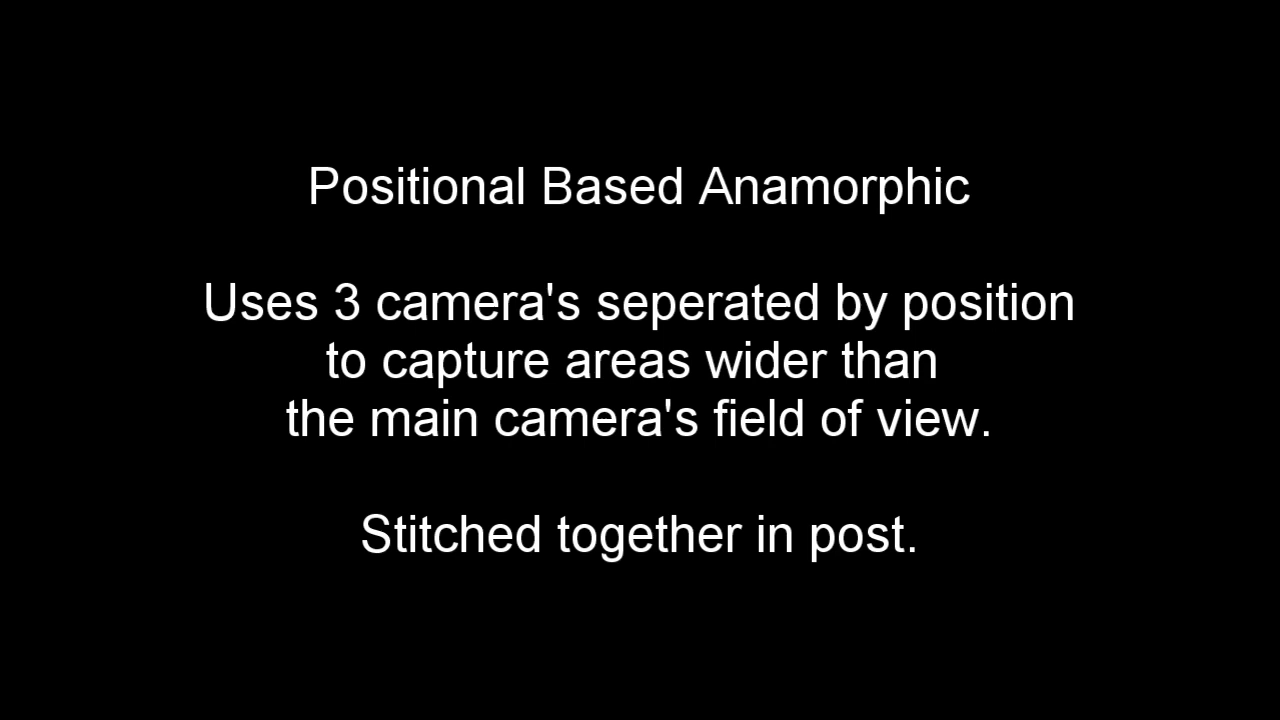 Positional Based Anamorphic
Uses 3 camera's seperated by position
to capture areas wider than
the main camera's field of view.
Stitched together in post.